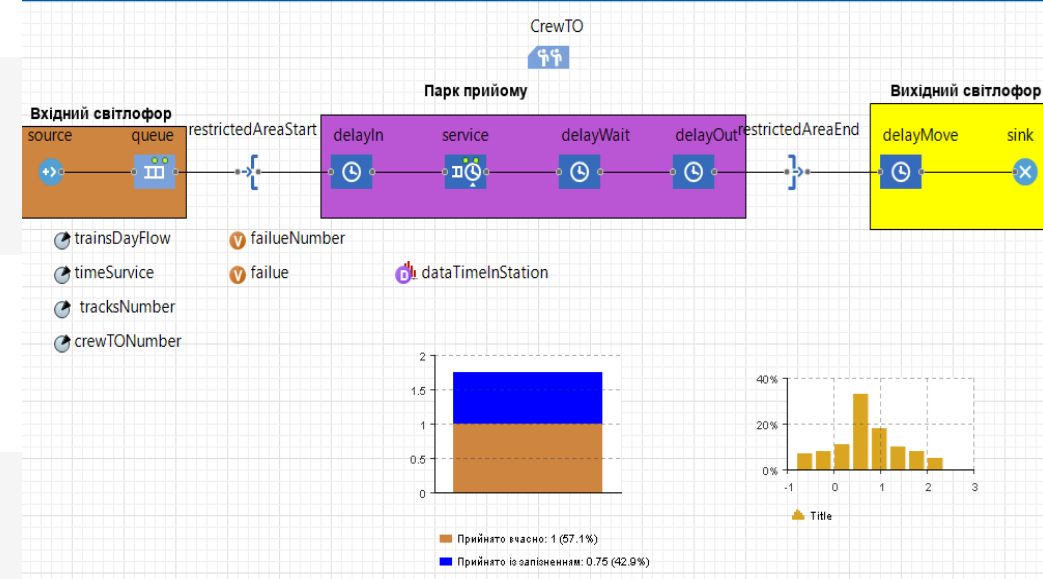 CrewTO
Парк прийому
Вихідний світлофор
Вхідний світлофор
source
queue
restrictedAreaStart
delayIn
service
delayWait
delayOut
restrictedAreaEnd
delayMove
sink
trainsDayFlow
V failueNumber
timeSurvice
V failue
D dataTimeInStation
tracksNumber
crewTONumber
2
1.5
1
0.5
0
40%
20%
0%
-1 0 1 2 3
Title
Прийнято вчасно: 1 (57.1%)
Прийнято із запізненням: 0.75 (42.9%)